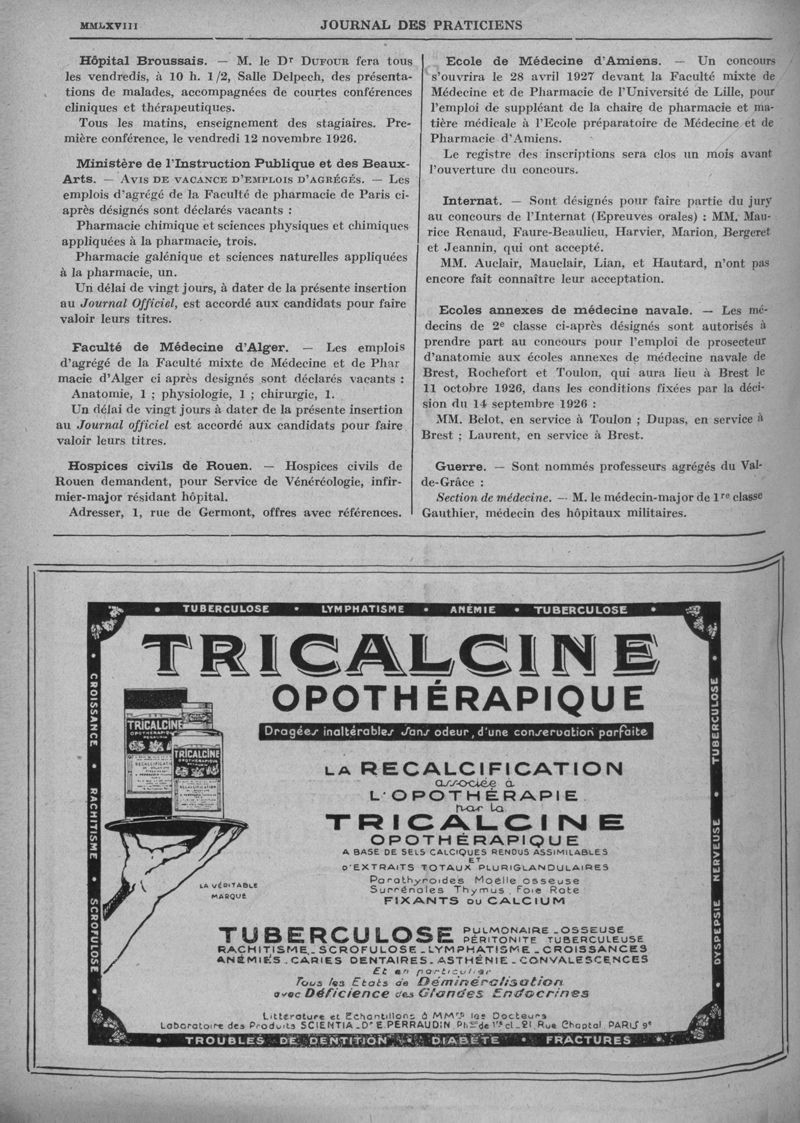 MMLXVIII
JOURNAL DES PRATICIENS
Hôpital Broussais. — M. le Dr DUFOUR fera tous
les vendredis, à 10 h. 1/2, Salle Delpech, des présenta-
tions de malades, accompagnées de courtes conférences
cliniques et thérapeutiques.
Tous les matins, enseignement des stagiaires. Pre-
mière conférence, le vendredi 12 novembre 1926.
Ministère de l'Instruction Publique et des Beaux-
Arts. — AVIS DE VACANCE D'EMPLOIS D'AGRÉGÉS. — Les
emplois d'agrégé de la Faculté de pharmacie de Paris ci-
après désignés sont déclarés vacants :
Pharmacie chimique et sciences physiques et chimiques
appliquées à la pharmacie, trois.
Pharmacie galénique et sciences naturelles appliquées
à la pharmacie, un.
Un délai de vingt jours, à dater de la présente insertion
au Journal Officiel, est accordé aux candidats pour faire
valoir leurs titres.
Faculté de Médecine d'Alger. — Les emplois
d'agrégé de la Faculté mixte de Médecine et de Phar
macie d'Alger ci après designés sont déclarés vacants :
Anatomie, 1 ; physiologie, 1 ; chirurgie, 1.
Un délai de vingt jours à dater de la présente insertion
au Journal officiel est accordé aux candidats pour faire
valoir leurs titres.
Hospices civils de Rouen. — Hospices civils de
Rouen demandent, pour Service de Vénéréologie, infir-
mier-major résidant hôpital.
Adresser, 1, rue de Germont, offres avec références.
Ecole de Médecine d'Amiens. — Un concours
s'ouvrira le 28 avril 1927 devant la Faculté mixte de
Médecine et de Pharmacie de l'Université de Lille, pour
l'emploi de suppléant de la chaire de pharmacie et ma-
tière médicale à l'Ecole préparatoire de Médecine et de
Pharmacie d'Amiens.
Le registre des inscriptions sera clos un mois avant
l'ouverture du concours.
Internat. — Sont désignés pour faire partie du jury
au concours de l'Internat (Epreuves orales) : MM. Mau-
rice Renaud, Faure-Beaulieu, Harvier, Marion, Bergeret
et Jeannin, qui ont accepté.
MM. Auclair, Mauclair, Lian, et Hautard, n'ont pas
encore fait connaître leur acceptation.
Ecoles annexes de médecine navale. — Les mé-
decins de 2e classe ci-après désignés sont autorisés à
prendre part au concours pour l'emploi de prosecteur
d'anatomie aux écoles annexes de médecine navale de
Brest, Rochefort et Toulon, qui aura lieu à Brest le
11 octobre 1926, dans les conditions fixées par la déci-
sion du 14 septembre 1926 :
MM. Belot, en service à Toulon ; Dupas, en service à
Brest ; Laurent, en service à Brest.
Guerre. — Sont nommés professeurs agrégés du Val-
de-Grâce :
Section de médecine. — M. le médecin-major de 1re classe
Gauthier, médecin des hôpitaux militaires.
• TUBERCULOSE • LYMPHATISME • ANÉMIE • TUBERCULOSE •
CROISSANCE • RACHITISME • SCROFULOSE
TUBERCULOSE • DYSPEPSIE NERVEUSE
TRICALCINE
OPOTHÉRAPIQUE
Dragées inaltérables sans odeur, d'une conservation parfaite
TRICALCINE
OPOTHÉRAPIQUE
TRICALCINE
LA VÉRITABLE
MARQUE
LA RECALCIFICATION
associée à
L'OPOTHÉRAPIE
par la
TRICALCINE
OPOTHÉRAPIQUE
A BASE DE SELS CALCIQUES RENDUS ASSIMILABLES
ET
D'EXTRAITS TOTAUX PLURIGLANDULAIRES
Parathyroïdes Moelle osseuse
Surrénales Thymus, Foie Rate
FIXANTS DU CALCIUM
TUBERCULOSE PULMONAIRE_OSSEUSE
PÉRITONITE TUBERCULEUSE
RACHITISME_SCROFULOSE_LYMPHATISME_CROISSANCES
ANÉMIES_CARIES DENTAIRES_ASTHÉNIE_CONVALESCENCES
Et en particulier
Tous les Etats de Déminéralisation
avec Déficience des Glandes Endocrines
Littérature et Echantillons à MMrs les Docteurs
Laboratoire des Produits SCIENTIA_Dr E.PERRAUDIN, Phcien de 1re cl_21, Rue Chaptal, PARIS 9e
TROUBLES DE DENTITION • DIABÈTE • FRACTURES •